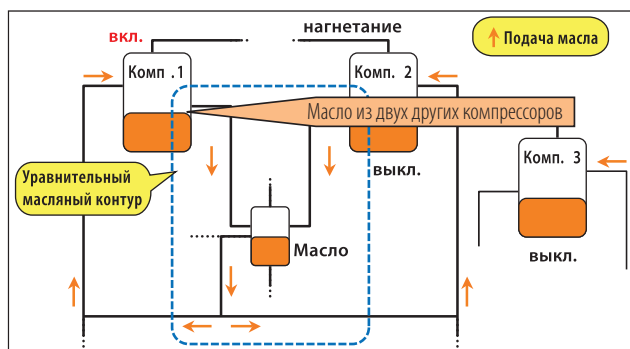 вкл.
нагнетание
Подача масла
Комп .1
Комп. 2
Масло из двух других компрессоров
Комп. 3
Уравнительный
масляный контур
выкл.
Масло
выкл.